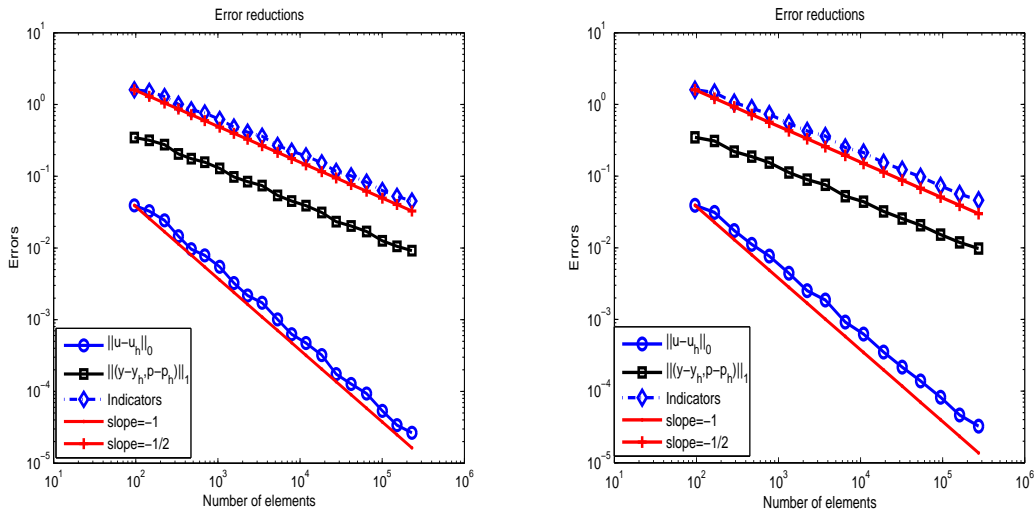 Error reductions
10^1
10^0
10^−1
10^−2
10^−3
10^−4
10^−5
Errors
||u−u_h||_0
||(y−y_h,p−p_h)||_1
Indicators
slope=−1
slope=−1/2
10^1 10^2 10^3 10^4 10^5 10^6
Number of elements
Error reductions
10^1
10^0
10^−1
10^−2
10^−3
10^−4
10^−5
Errors
||u−u_h||_0
||(y−y_h,p−p_h)||_1
Indicators
slope=−1
slope=−1/2
10^1 10^2 10^3 10^4 10^5 10^6
Number of elements